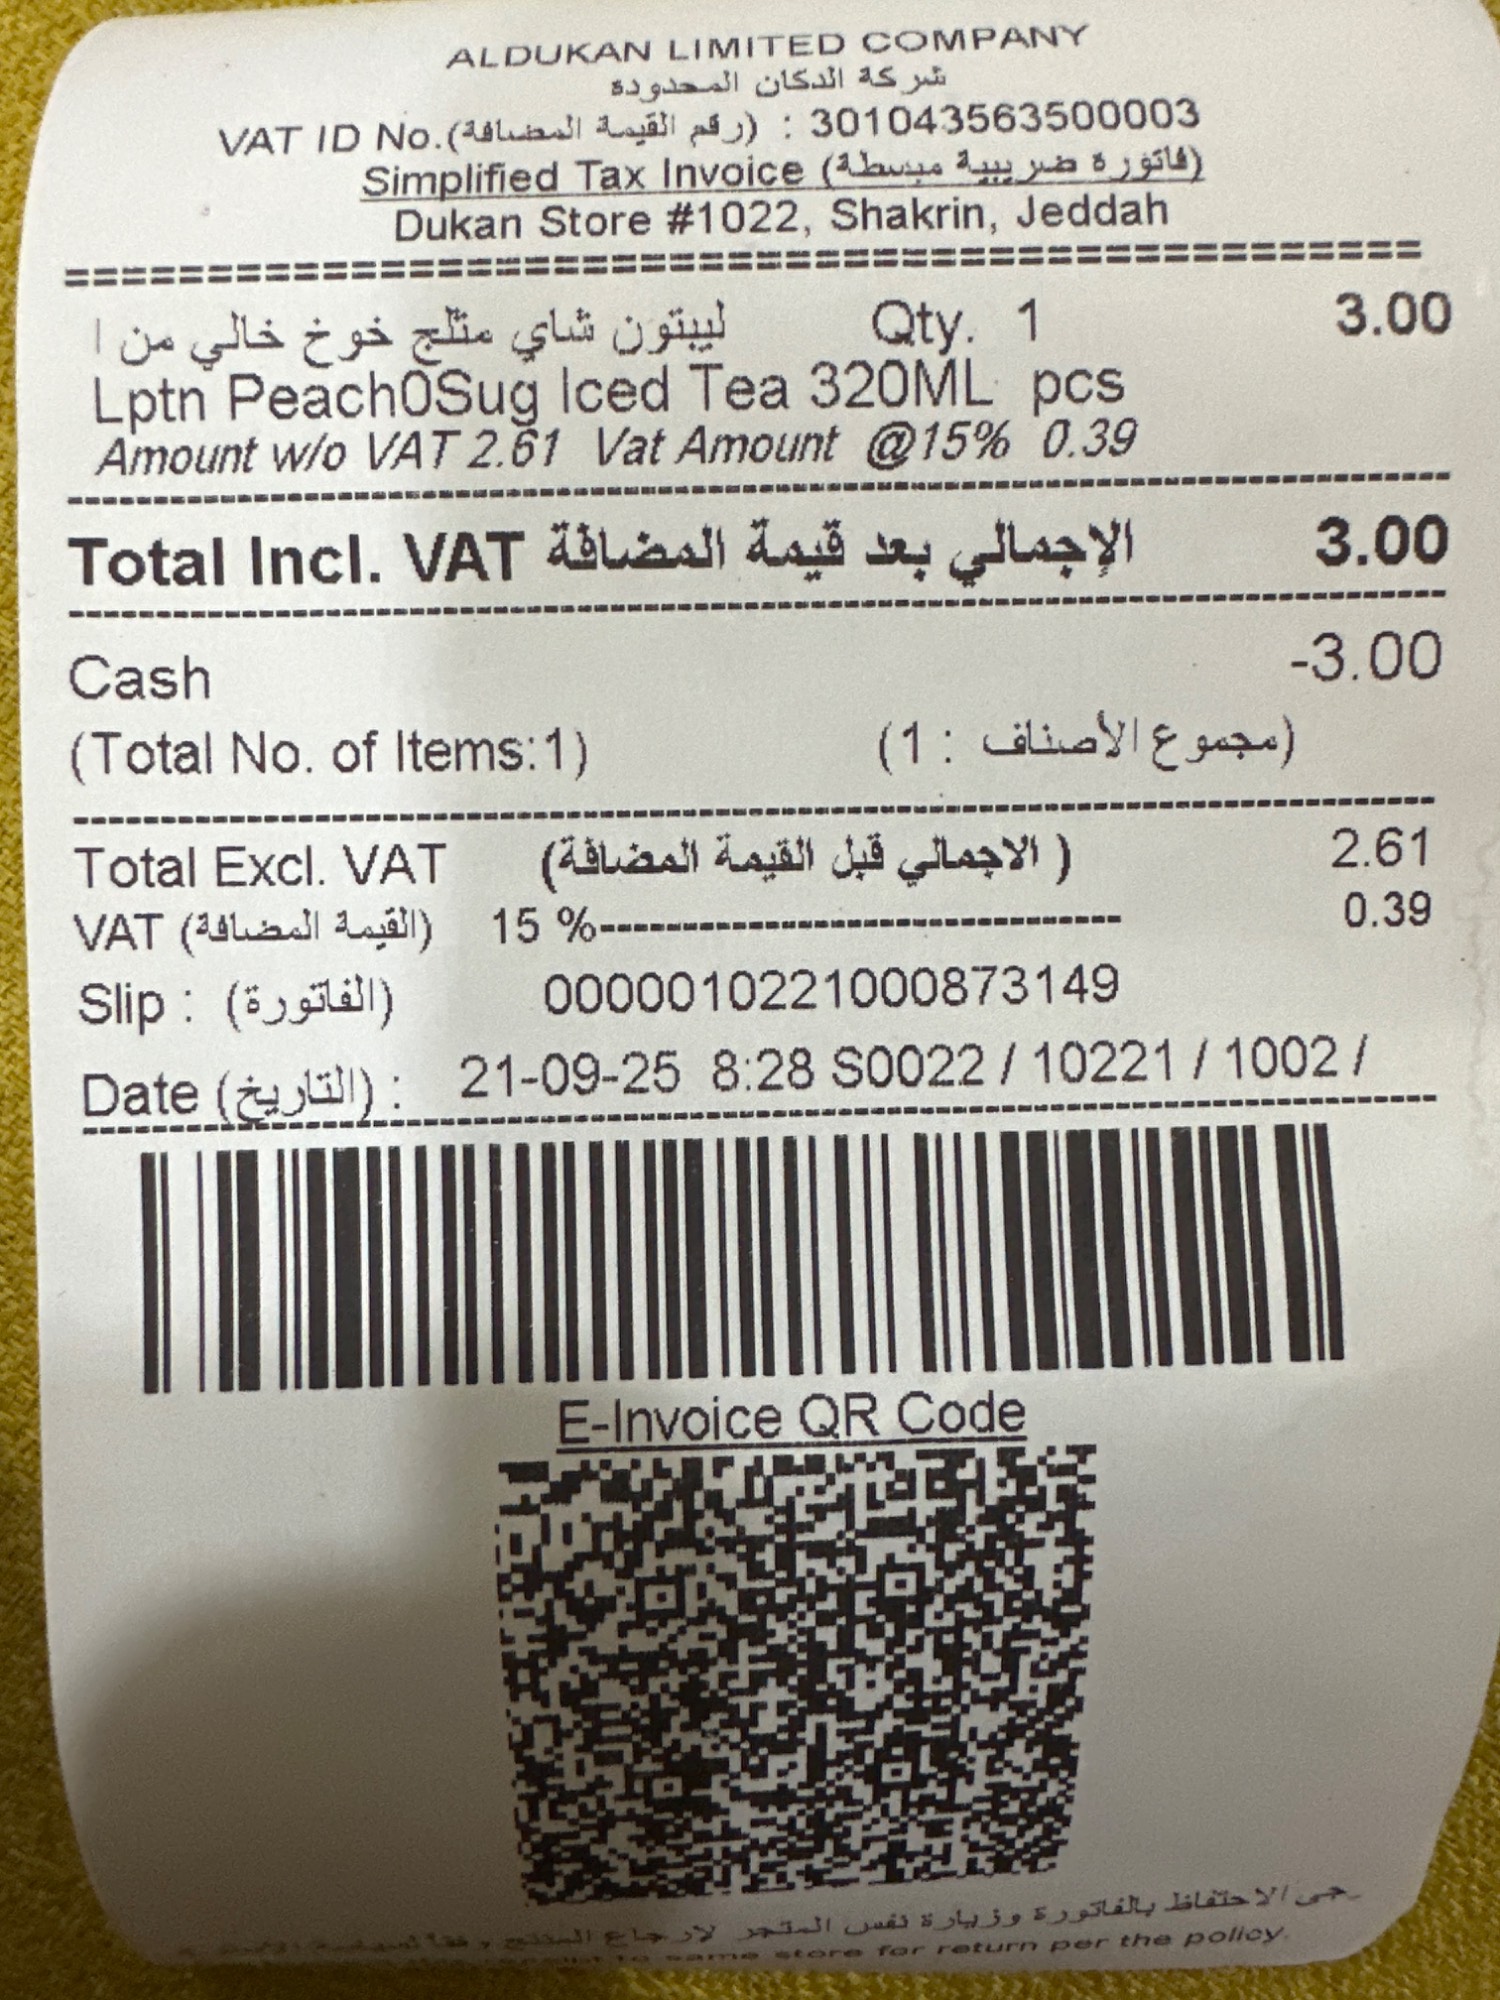 ALDUKAN LIMITED COMPANY
شركة الدكان المحدودة
VAT ID No.(رقم القيمة المضافة) : 301043563500003
Simplified Tax Invoice (فاتورة ضريبية مبسطة)
Dukan Store #1022, Shakrin, Jeddah
ليبتون شاي مثلج خوخ خالي من ا Qty. 1 3.00
Lptn Peach0Sug Iced Tea 320ML pcs
Amount w/o VAT 2.61 Vat Amount @15% 0.39
Total Incl. VAT الإجمالي بعد قيمة المضافة 3.00
Cash -3.00
(Total No. of Items:1) (مجموع الأصناف : 1)
Total Excl. VAT (الاجمالي قبل القيمة المضافة ) 2.61
VAT (القيمة المضافة) 15 %------------------------------ 0.39
Slip : (الفاتورة) 0000010221000873149
Date (التاريخ) : 21-09-25 8:28 S0022 / 10221 / 1002 /
E-Invoice QR Code
الاحتفاظ بالفاتورة وزيارة نفس المتجر لارجاع المنتج
to same store for return per the policy.